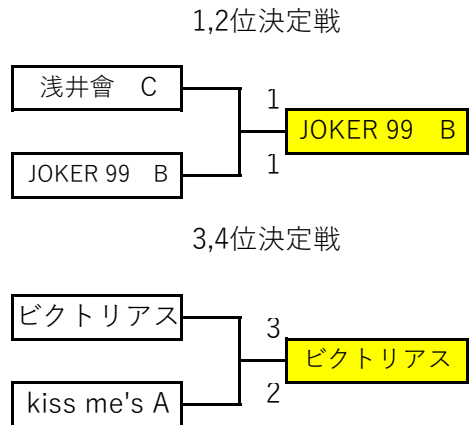 1,2位決定戦
浅井會　C
1
JOKER 99　B
JOKER 99　B
1
3,4位決定戦
ビクトリアス
3
ビクトリアス
kiss me's A
2